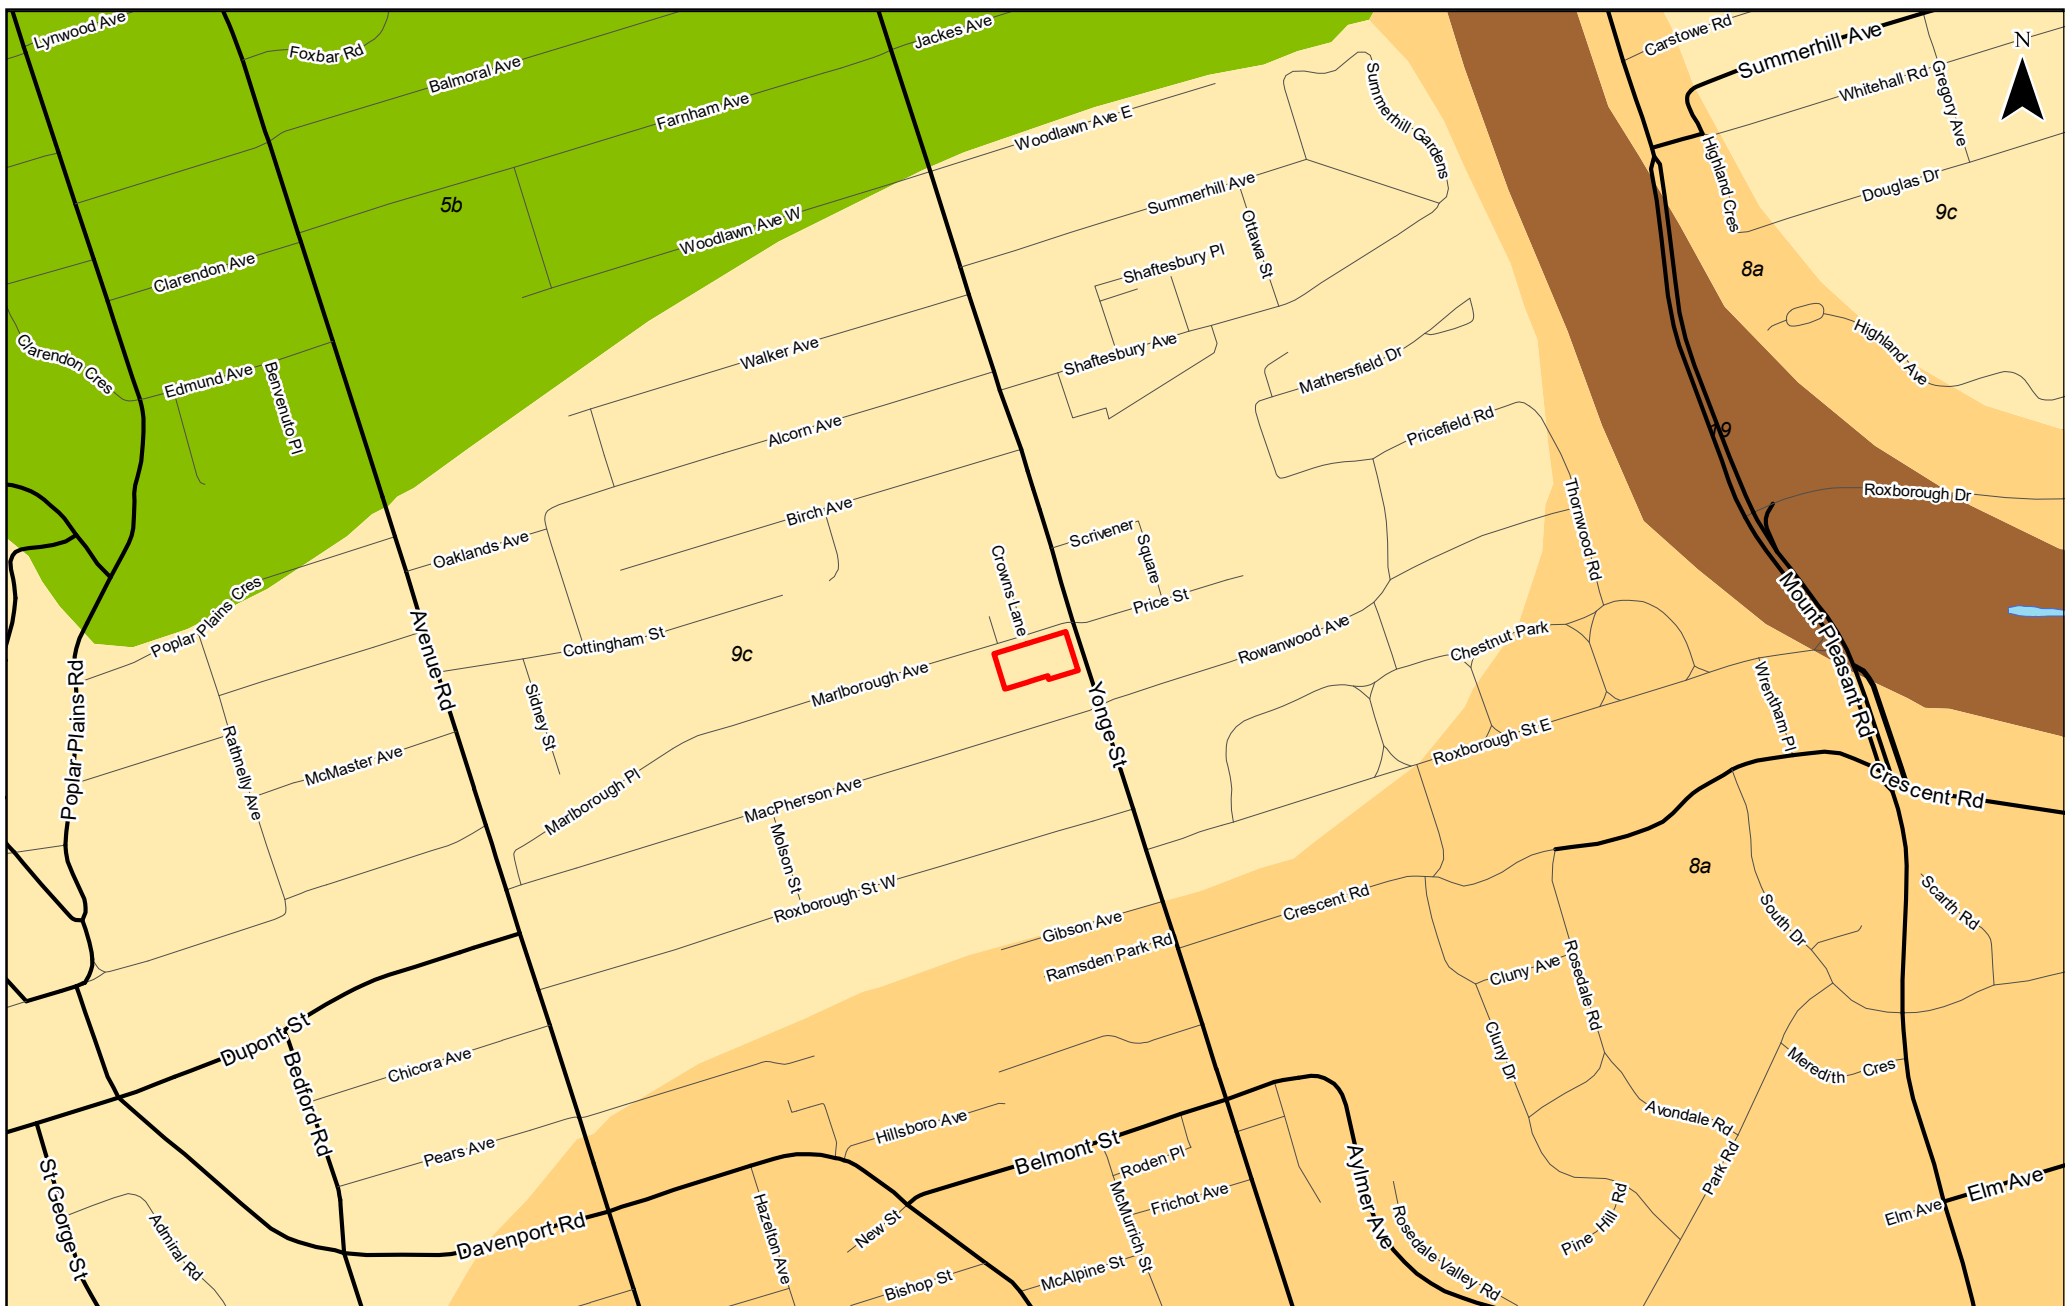 Lynwood Ave
Foxbar Rd
Jackes Ave
Carstowe Rd
Summerhill Ave
N
Balmoral Ave
Farnham Ave
Woodlawn Ave E
Summerhill Gardens
Whitehall Rd
Gregory Ave
Highland Cres
Douglas Dr
5b
Summerhill Ave
9c
Woodlawn Ave W
Ottawa St
Clarendon Ave
Shaftesbury Pl
8a
Clarendon Cres
Edmund Ave
Benvenuto Pl
Walker Ave
Shaftesbury Ave
Mathersfield Dr
Highland Ave
Alcorn Ave
Pricefield Rd
19
Birch Ave
Roxborough Dr
Thornwood Rd
Oaklands Ave
Scrivener
Square
Crowns Lane
Poplar Plains Cres
Price St
Mount Pleasant Rd
Avenue Rd
Cottingham St
9c
Rowanwood Ave
Chestnut Park
Poplar Plains Rd
Marlborough Ave
Sidney St
Yonge St
Wrentham Pl
Rathnelly Ave
McMaster Ave
Roxborough St E
Marlborough Pl
MacPherson Ave
Crescent Rd
Molson St
8a
Roxborough St W
Crescent Rd
Scarth Rd
Gibson Ave
South Dr
Ramsden Park Rd
Cluny Ave
Rosedale Rd
Dupont St
Bedford Rd
Chicora Ave
Cluny Dr
Meredith Cres
Hillsboro Ave
Avondale Rd
Pears Ave
Belmont St
Roden Pl
Aylmer Ave
Park Rd
St George St
McMurrich St
Frichot Ave
Elm Ave
Elm Ave
Admiral Rd
Davenport Rd
Hazelton Ave
New St
Rosedale Valley Rd
Pine Hill Rd
Bishop St
McAlpine St